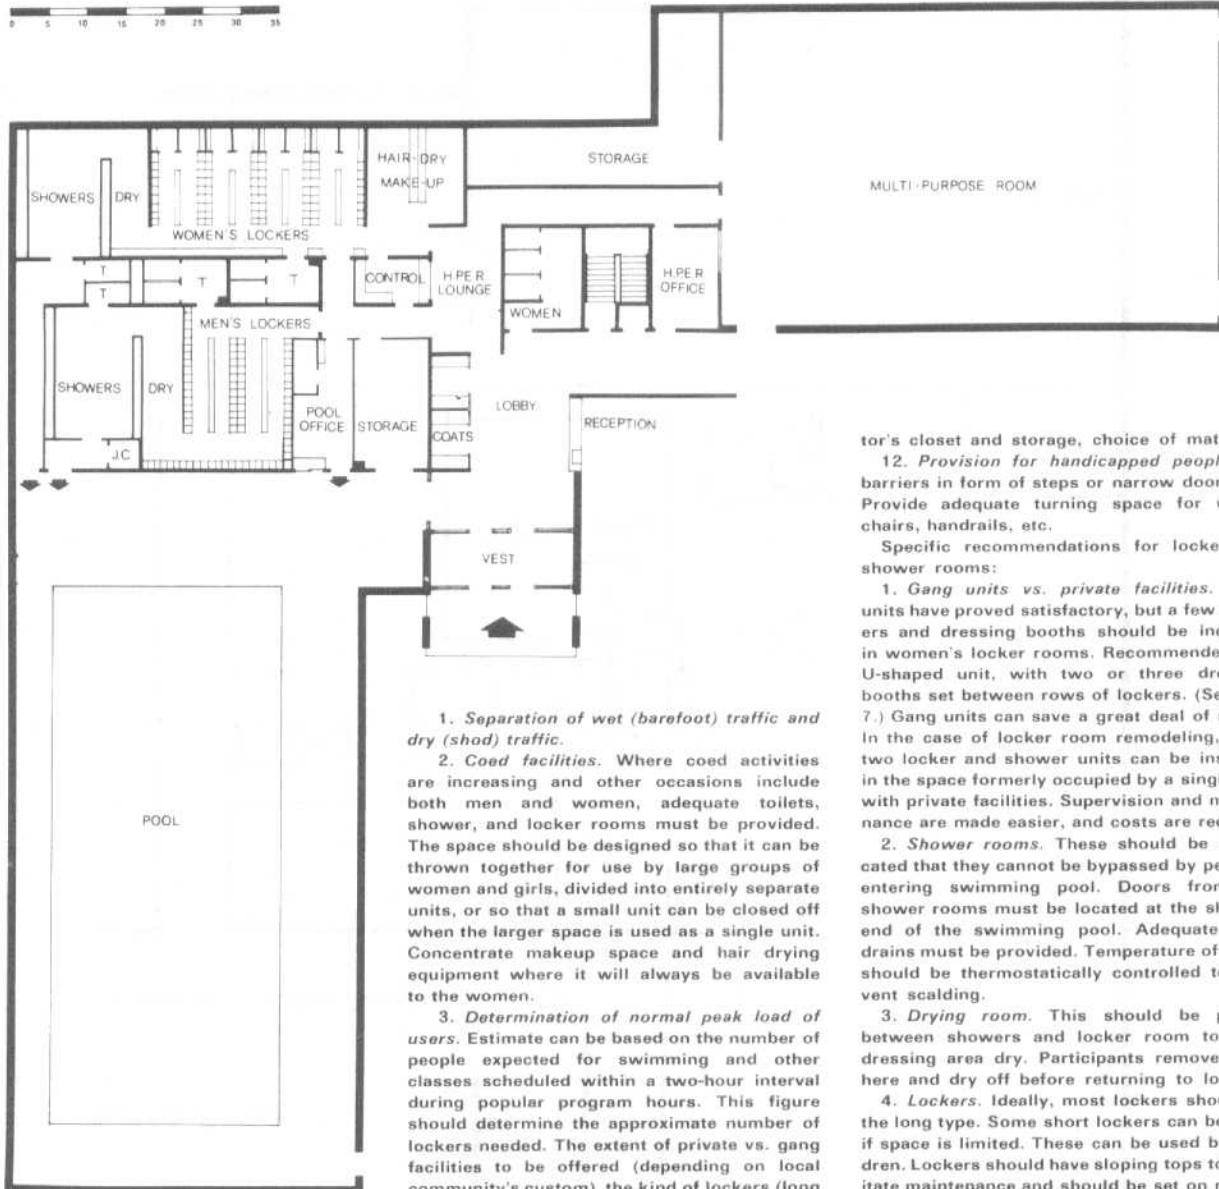 0 5 10 15 20 25 30 35
HAIR-DRY
MAKE-UP
STORAGE
MULTI-PURPOSE ROOM
SHOWERS
DRY
WOMEN'S LOCKERS
T
T
T
T
CONTROL
H.P.E.R.
LOUNGE
H.P.E.R.
OFFICE
WOMEN
MEN'S LOCKERS
SHOWERS
DRY
POOL
OFFICE
STORAGE
COATS
LOBBY
RECEPTION
J.C
VEST.
POOL
1. Separation of wet (barefoot) traffic and
dry (shod) traffic.
2. Coed facilities. Where coed activities
are increasing and other occasions include
both men and women, adequate toilets,
shower, and locker rooms must be provided.
The space should be designed so that it can be
thrown together for use by large groups of
women and girls, divided into entirely separate
units, or so that a small unit can be closed off
when the larger space is used as a single unit.
Concentrate makeup space and hair drying
equipment where it will always be available
to the women.
3. Determination of normal peak load of
users. Estimate can be based on the number of
people expected for swimming and other
classes scheduled within a two-hour interval
during popular program hours. This figure
should determine the approximate number of
lockers needed. The extent of private vs. gang
facilities to be offered (depending on local
community's custom), the kind of lockers (long
tor's closet and storage, choice of mat
12. Provision for handicapped peopl
barriers in form of steps or narrow door
Provide adequate turning space for
chairs, handrails, etc.
Specific recommendations for locke
shower rooms:
1. Gang units vs. private facilities.
units have proved satisfactory, but a few
ers and dressing booths should be in
in women's locker rooms. Recommende
U-shaped unit, with two or three dr
booths set between rows of lockers. (Se
7.) Gang units can save a great deal of
In the case of locker room remodeling,
two locker and shower units can be ins
in the space formerly occupied by a singl
with private facilities. Supervision and m
nance are made easier, and costs are re
2. Shower rooms. These should be
cated that they cannot be bypassed by pe
entering swimming pool. Doors from
shower rooms must be located at the sh
end of the swimming pool. Adequate
drains must be provided. Temperature of
should be thermostatically controlled to
vent scalding.
3. Drying room. This should be p
between showers and locker room to
dressing area dry. Participants remove
here and dry off before returning to lo
4. Lockers. Ideally, most lockers shou
the long type. Some short lockers can be
if space is limited. These can be used b
dren. Lockers should have sloping tops to
itate maintenance and should be set on